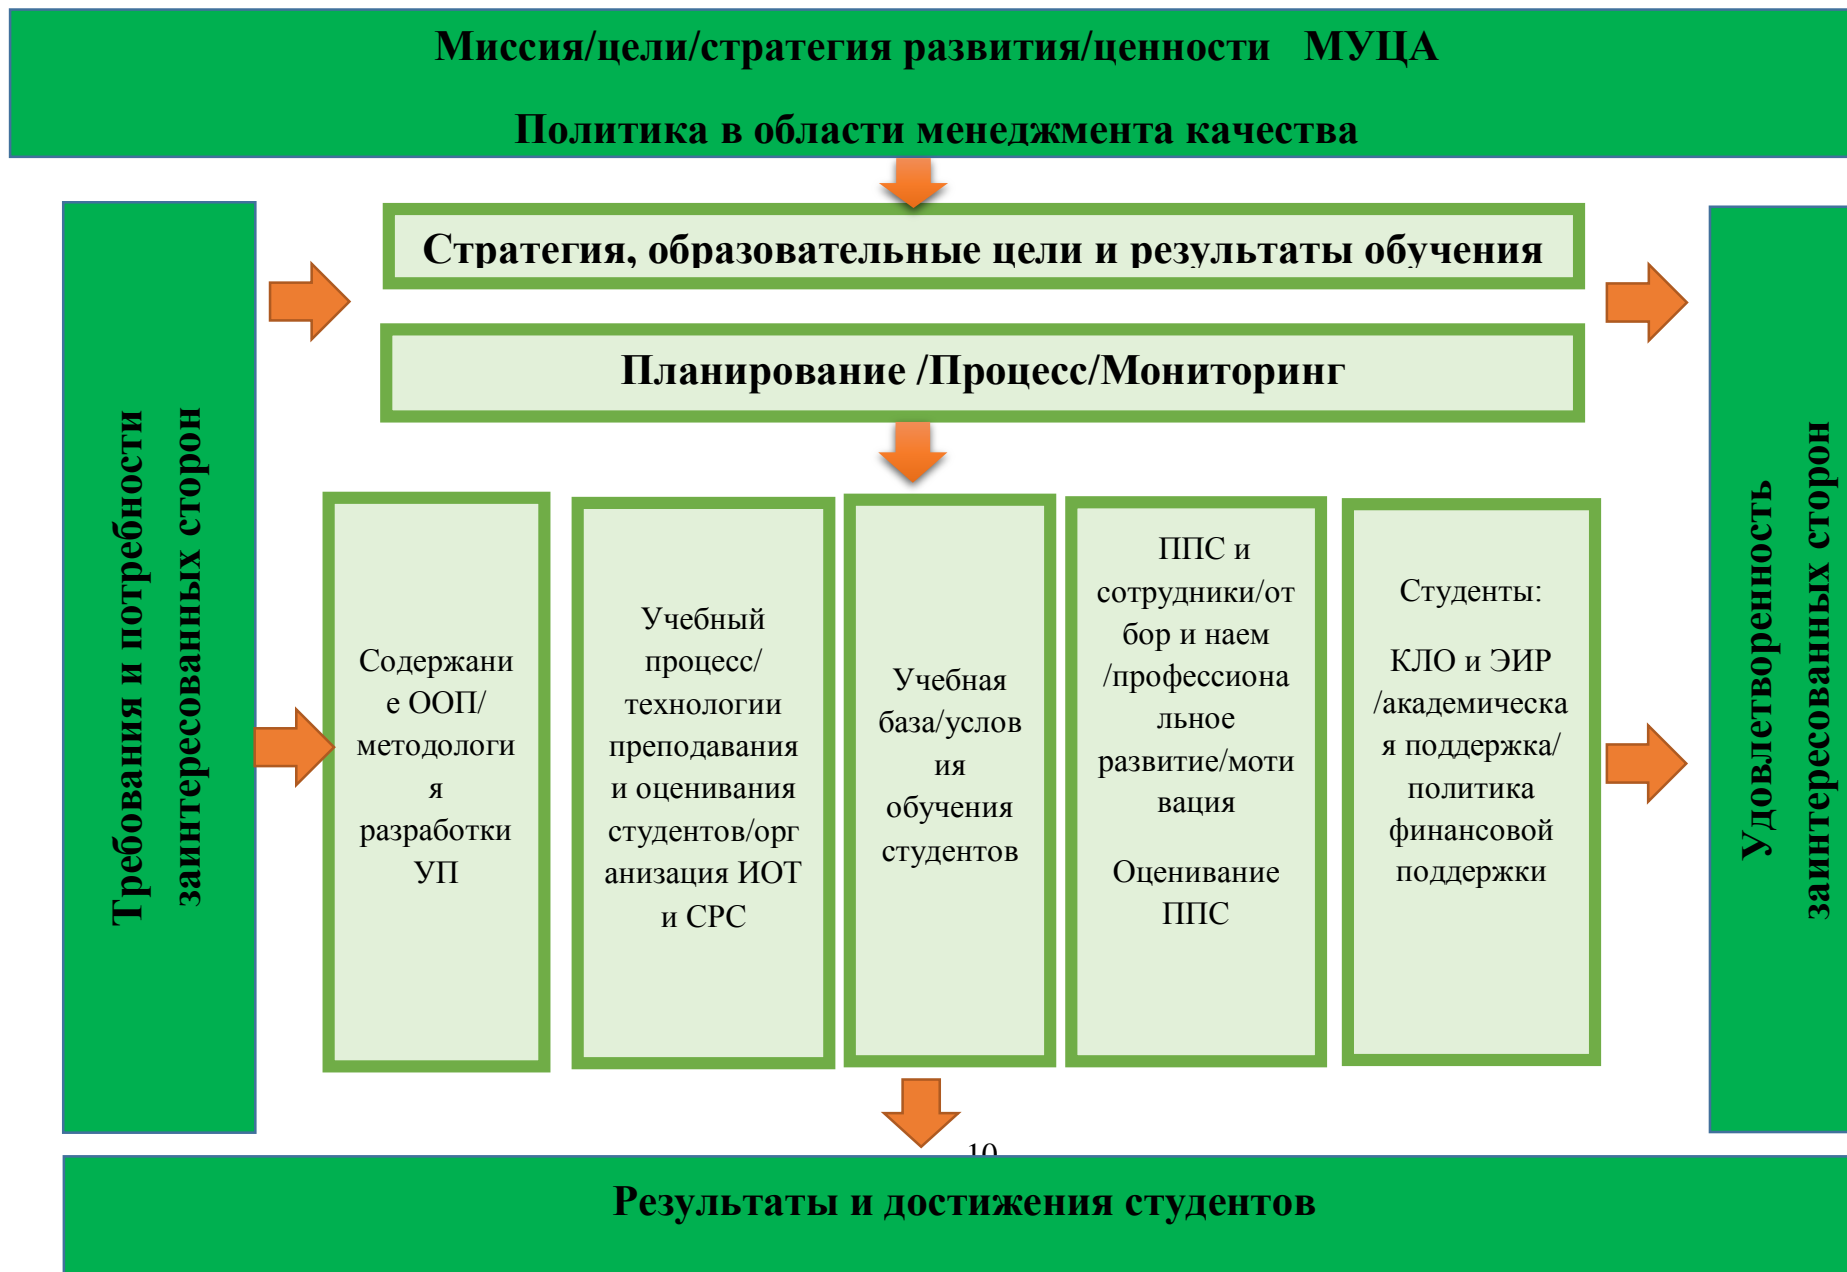 Миссия/цели/стратегия развития/ценности МУЦА
Политика в области менеджмента качества
Стратегия, образовательные цели и результаты обучения
Планирование /Процесс/Мониторинг
Требования и потребности
заинтересованных сторон
Содержани
е ООП/
методологи
я
разработки
УП
Учебный
процесс/
технологии
преподавания
и оценивания
студентов/орг
анизация ИОТ
и СРС
Учебная
база/услов
ия
обучения
студентов
ППС и
сотрудники/от
бор и наем
/профессиона
льное
развитие/моти
вация
Оценивание
ППС
Студенты:
КЛО и ЭИР
/академическа
я поддержка/
политика
финансовой
поддержки
Удовлетворенность
заинтересованных сторон
10
Результаты и достижения студентов